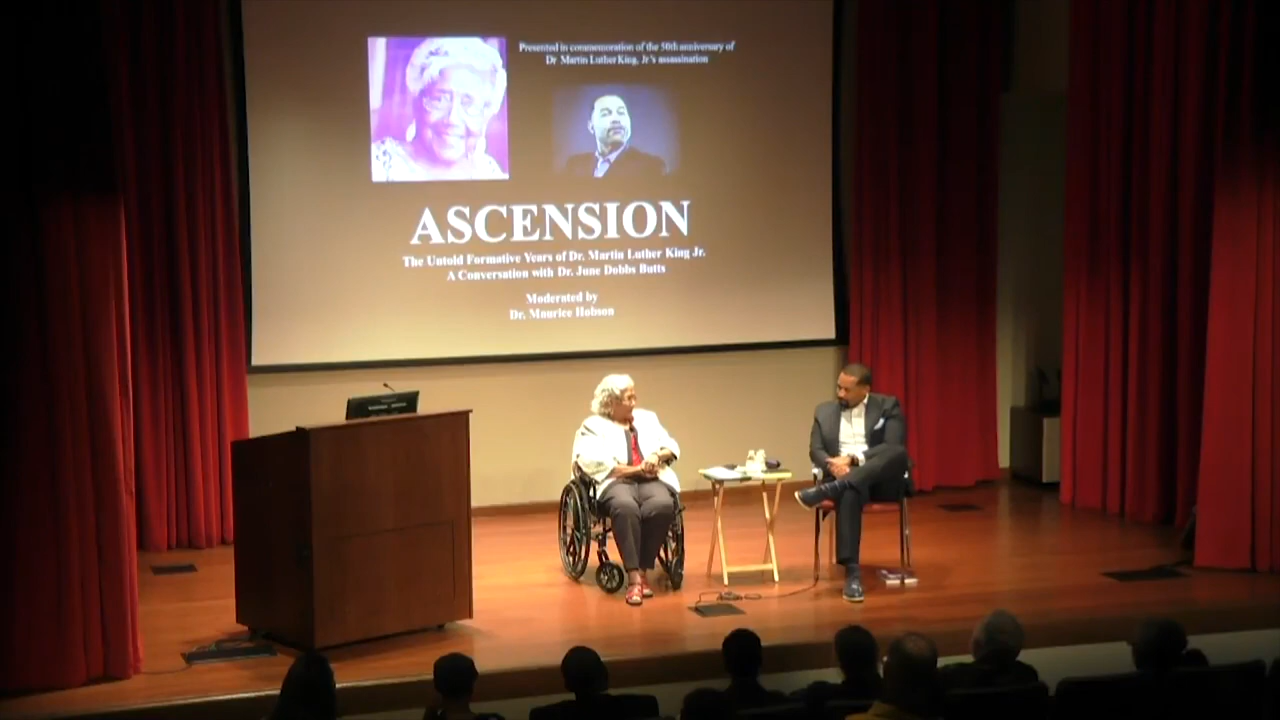 Presented in commemoration of the 50th anniversary of
Dr Martin Luther King, Jr's assassination
ASCENSION
The Untold Formative Years of Dr. Martin Luther King Jr.
A Conversation with Dr. June Dobbs Butts
Moderated by
Dr. Maurice Hobson